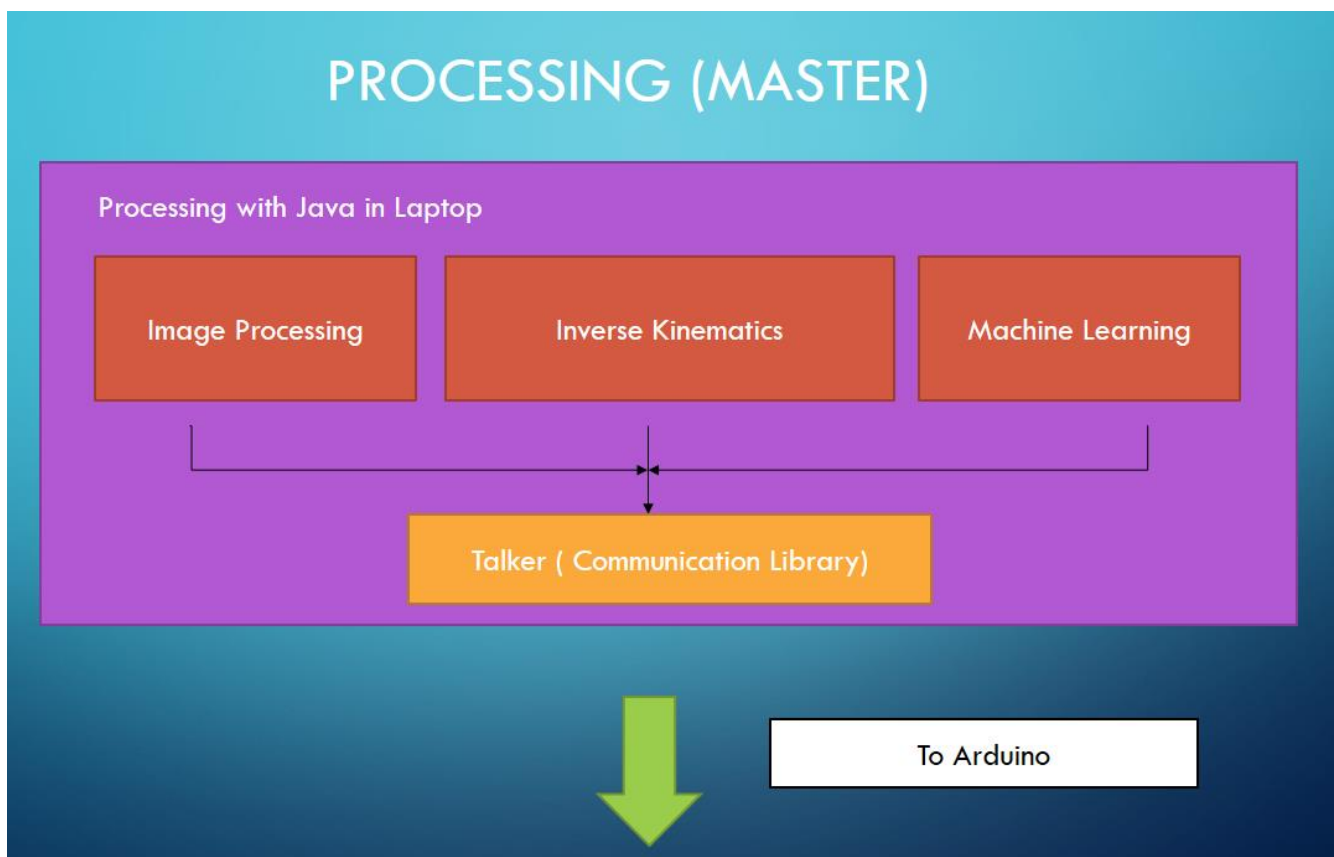 PROCESSING (MASTER)
Processing with Java in Laptop
Image Processing
Inverse Kinematics
Machine Learning
Talker ( Communication Library)
To Arduino